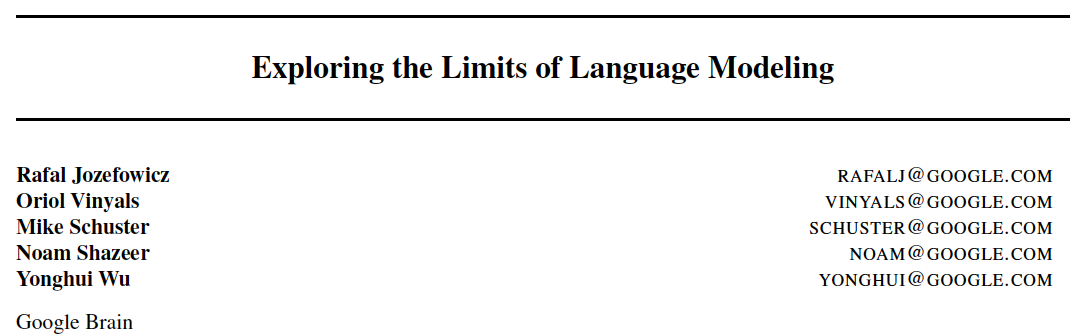 Exploring the Limits of Language Modeling
Rafal Jozefowicz RAFALJ@GOOGLE.COM
Oriol Vinyals VINYALS@GOOGLE.COM
Mike Schuster SCHUSTER@GOOGLE.COM
Noam Shazeer NOAM@GOOGLE.COM
Yonghui Wu YONGHUI@GOOGLE.COM
Google Brain